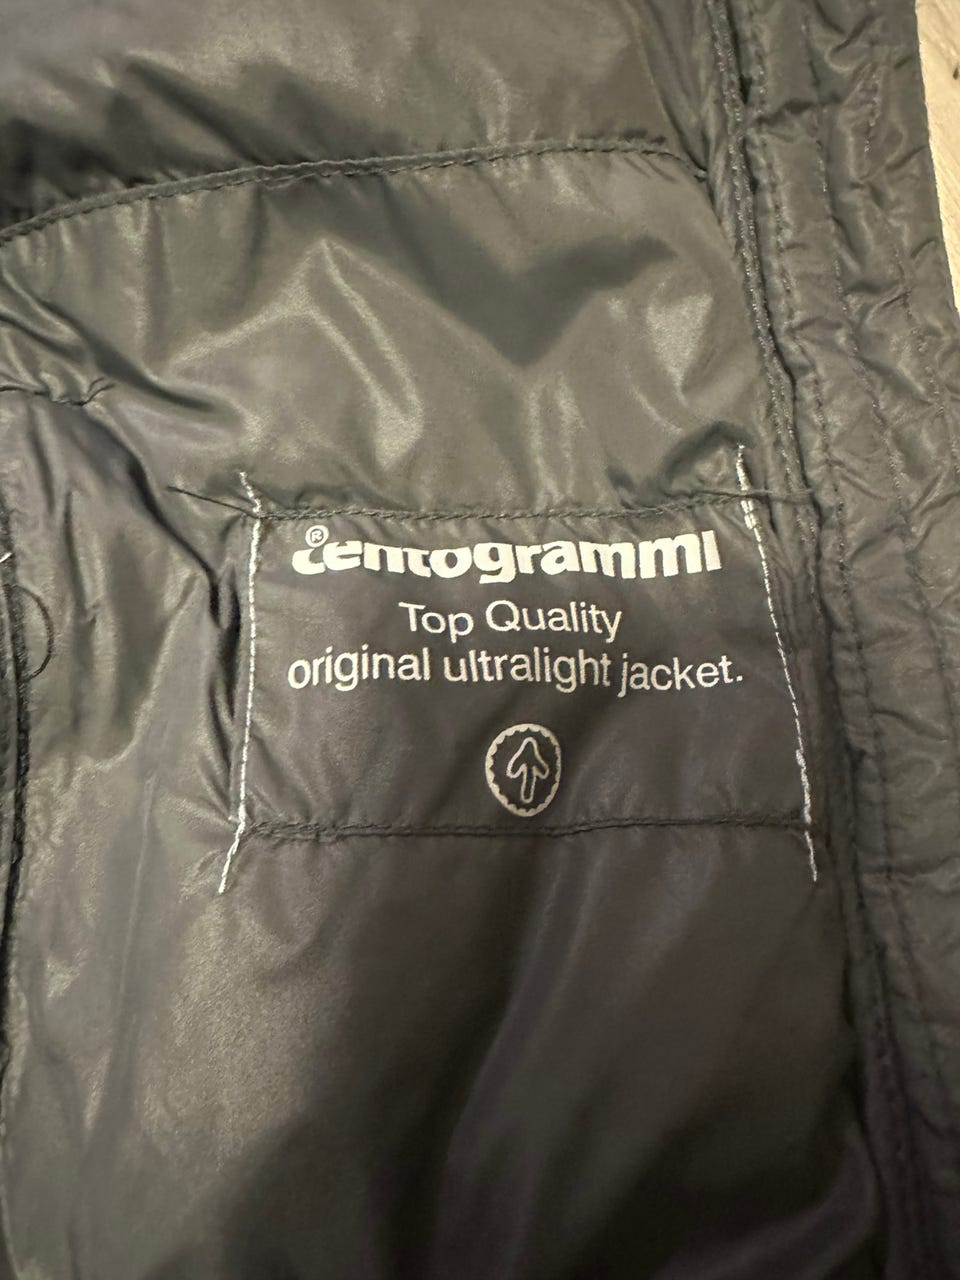 ®
centogrammi
Top Quality
original ultralight jacket.